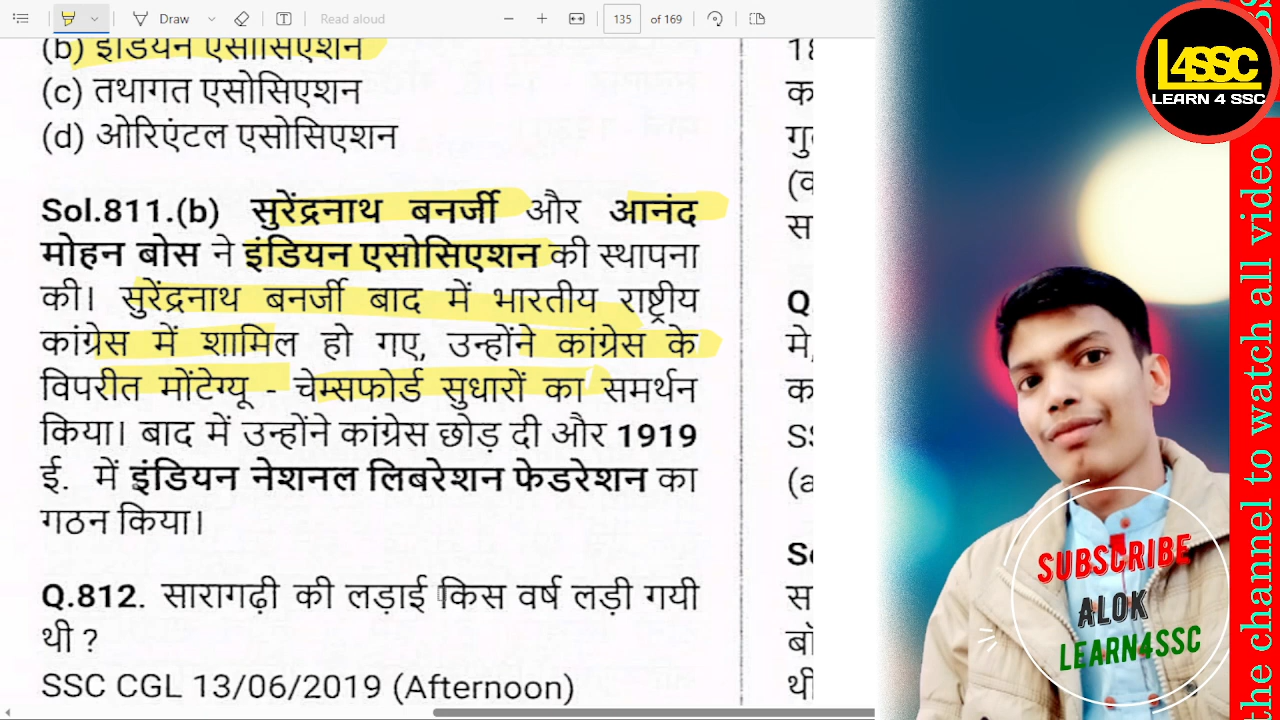 Draw
Read aloud
135
of 169
(b) इंडियन एसोसिएशन
(c) तथागत एसोसिएशन
(d) ओरिएंटल एसोसिएशन
Sol.811.(b) सुरेंद्रनाथ बनर्जी और आनंद
मोहन बोस ने इंडियन एसोसिएशन की स्थापना
की। सुरेंद्रनाथ बनर्जी बाद में भारतीय राष्ट्रीय
कांग्रेस में शामिल हो गए, उन्होंने कांग्रेस के
विपरीत मोंटेग्यू - चेम्सफोर्ड सुधारों का समर्थन
किया। बाद में उन्होंने कांग्रेस छोड़ दी और 1919
ई. में इंडियन नेशनल लिबरेशन फेडरेशन का
गठन किया।
Q.812. सारागढ़ी की लड़ाई किस वर्ष लड़ी गयी
थी ?
SSC CGL 13/06/2019 (Afternoon)
L4SSC
LEARN 4 SSC
SUBSCRIBE
ALOK
LEARN4SSC
the channel to watch all video